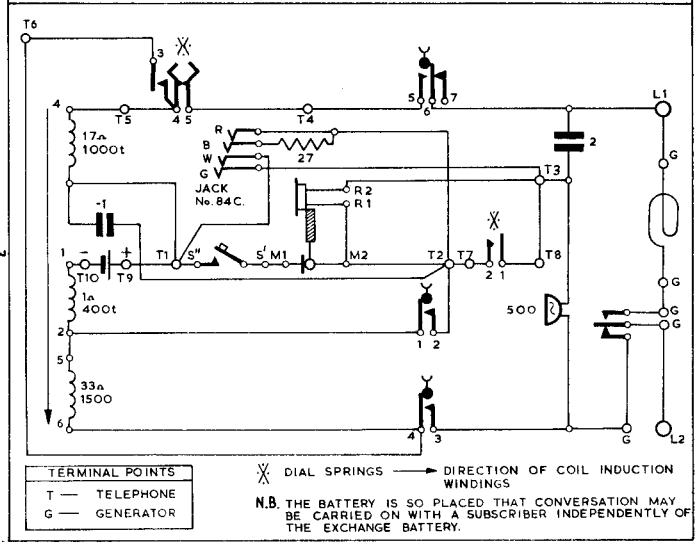 T6
3
4
T5
4 5
T4
5
6
7
L1
17Ω
1000t
R
B
W
G
27
JACK
No. 84C.
R2
R1
T3
2
G
·1
1
–
+
T10
T9
T1
S"
S'
M1
M2
T2
T7
2
1
T8
1Ω
400t
2
1 2
500
G
G
G
5
33Ω
1500
6
4 3
G
L2
TERMINAL POINTS
T — TELEPHONE
G — GENERATOR
DIAL SPRINGS
DIRECTION OF COIL INDUCTION
WINDINGS
N.B. THE BATTERY IS SO PLACED THAT CONVERSATION MAY
BE CARRIED ON WITH A SUBSCRIBER INDEPENDENTLY OF
THE EXCHANGE BATTERY.